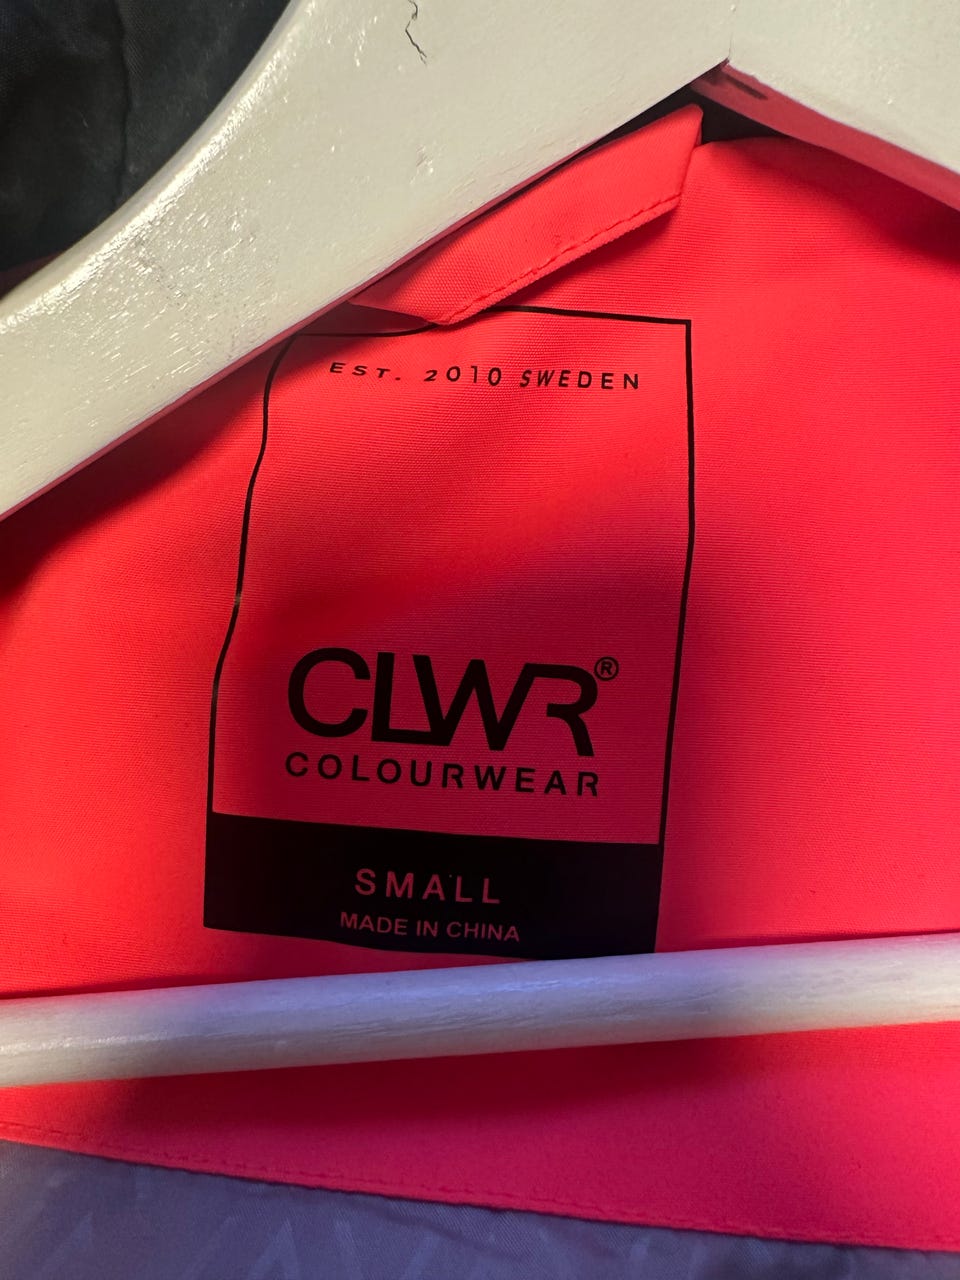 EST. 2010 SWEDEN
CLWR®
COLOURWEAR
SMALL
MADE IN CHINA